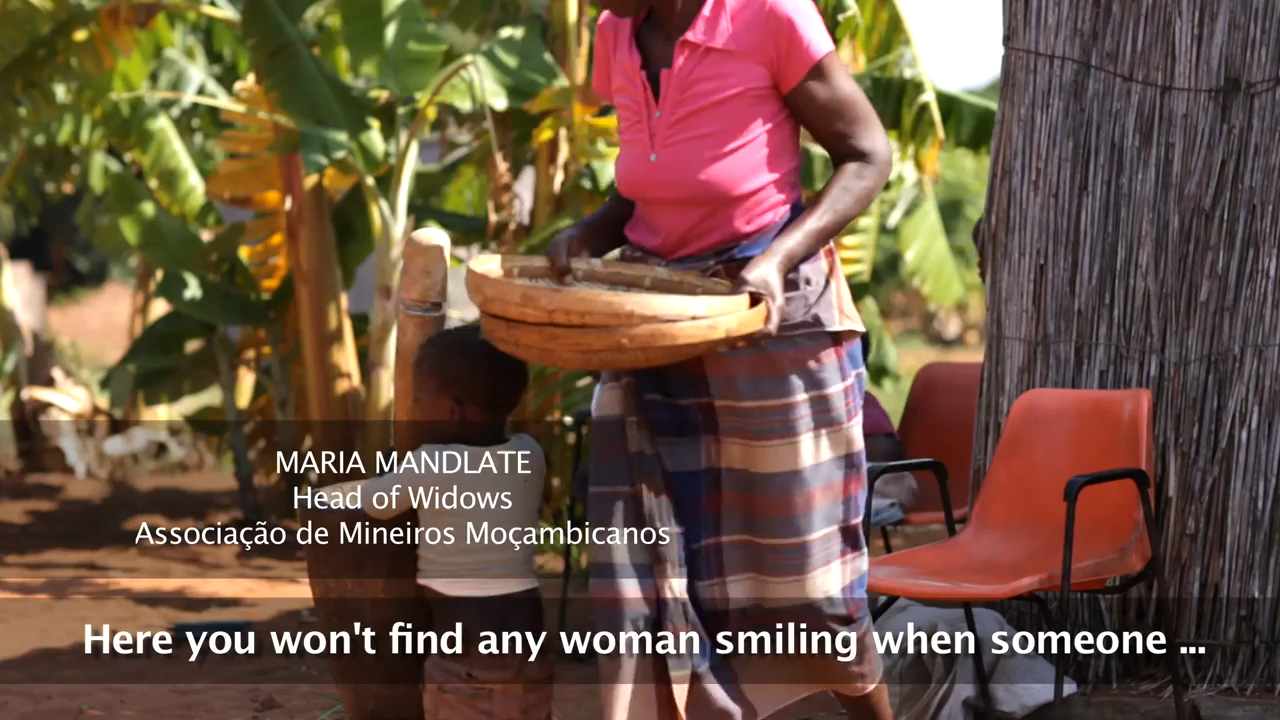 MARIA MANDLATE
Head of Widows
Associação de Mineiros Moçambicanos
Here you won't find any woman smiling when someone ...